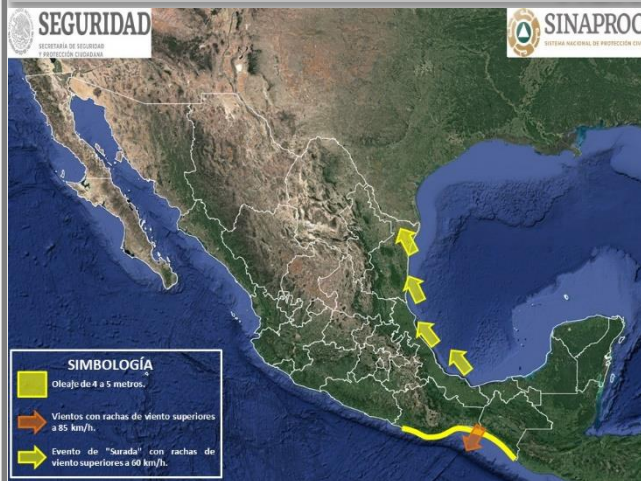 SEGURIDAD
SECRETARÍA DE SEGURIDAD
Y PROTECCIÓN CIUDADANA
SINAPROC
SISTEMA NACIONAL DE PROTECCIÓN CIV
SIMBOLOGÍA
Oleaje de 4 a 5 metros.
Vientos con rachas de viento superiores
a 85 km/h.
Evento de "Surada" con rachas de
viento superiores a 60 km/h.